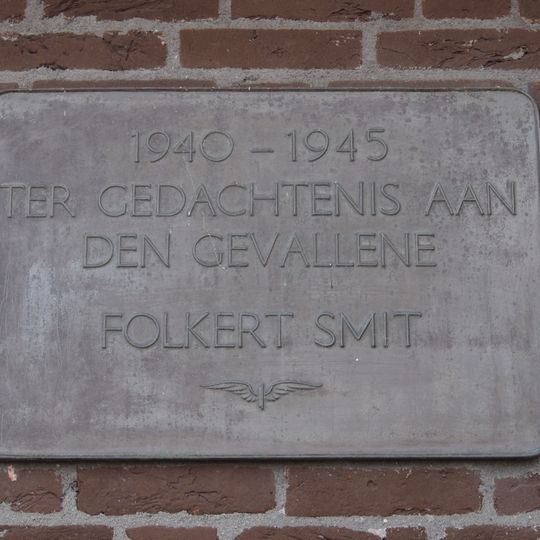 1940 – 1945
TER GEDACHTENIS AAN
DEN GEVALLENE
FOLKERT SMIT